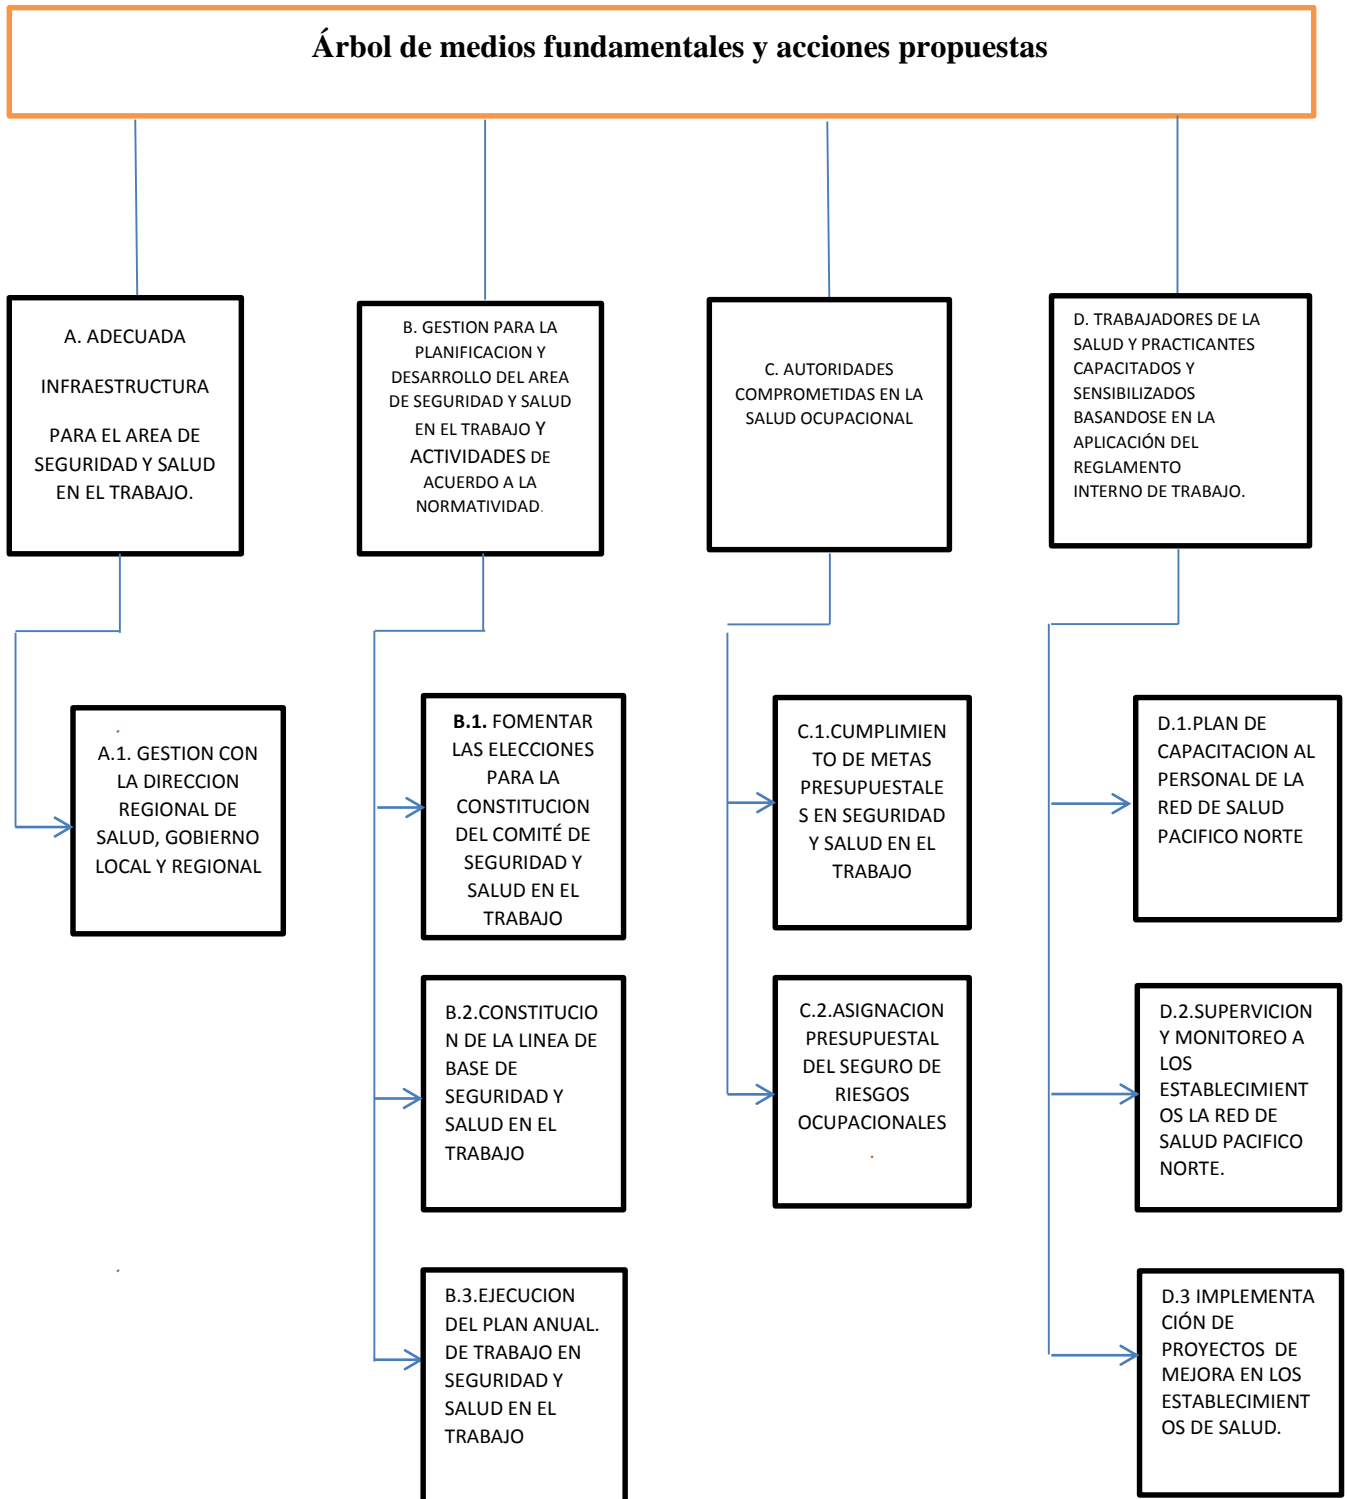 Árbol de medios fundamentales y acciones propuestas
A. ADECUADA
INFRAESTRUCTURA
PARA EL AREA DE
SEGURIDAD Y SALUD
EN EL TRABAJO.
B. GESTION PARA LA
PLANIFICACION Y
DESARROLLO DEL AREA
DE SEGURIDAD Y SALUD
EN EL TRABAJO Y
ACTIVIDADES DE
ACUERDO A LA
NORMATIVIDAD.
C. AUTORIDADES
COMPROMETIDAS EN LA
SALUD OCUPACIONAL
D. TRABAJADORES DE LA
SALUD Y PRACTICANTES
CAPACITADOS Y
SENSIBILIZADOS
BASANDOSE EN LA
APLICACIÓN DEL
REGLAMENTO
INTERNO DE TRABAJO.
A.1. GESTION CON
LA DIRECCION
REGIONAL DE
SALUD, GOBIERNO
LOCAL Y REGIONAL
B.1. FOMENTAR
LAS ELECCIONES
PARA LA
CONSTITUCION
DEL COMITÉ DE
SEGURIDAD Y
SALUD EN EL
TRABAJO
C.1.CUMPLIMIEN
TO DE METAS
PRESUPUESTALE
S EN SEGURIDAD
Y SALUD EN EL
TRABAJO
D.1.PLAN DE
CAPACITACION AL
PERSONAL DE LA
RED DE SALUD
PACIFICO NORTE
B.2.CONSTITUCIO
N DE LA LINEA DE
BASE DE
SEGURIDAD Y
SALUD EN EL
TRABAJO
C.2.ASIGNACION
PRESUPUESTAL
DEL SEGURO DE
RIESGOS
OCUPACIONALES
.
D.2.SUPERVICION
Y MONITOREO A
LOS
ESTABLECIMIENT
OS LA RED DE
SALUD PACIFICO
NORTE.
B.3.EJECUCION
DEL PLAN ANUAL.
DE TRABAJO EN
SEGURIDAD Y
SALUD EN EL
TRABAJO
D.3 IMPLEMENTA
CIÓN DE
PROYECTOS DE
MEJORA EN LOS
ESTABLECIMIENT
OS DE SALUD.